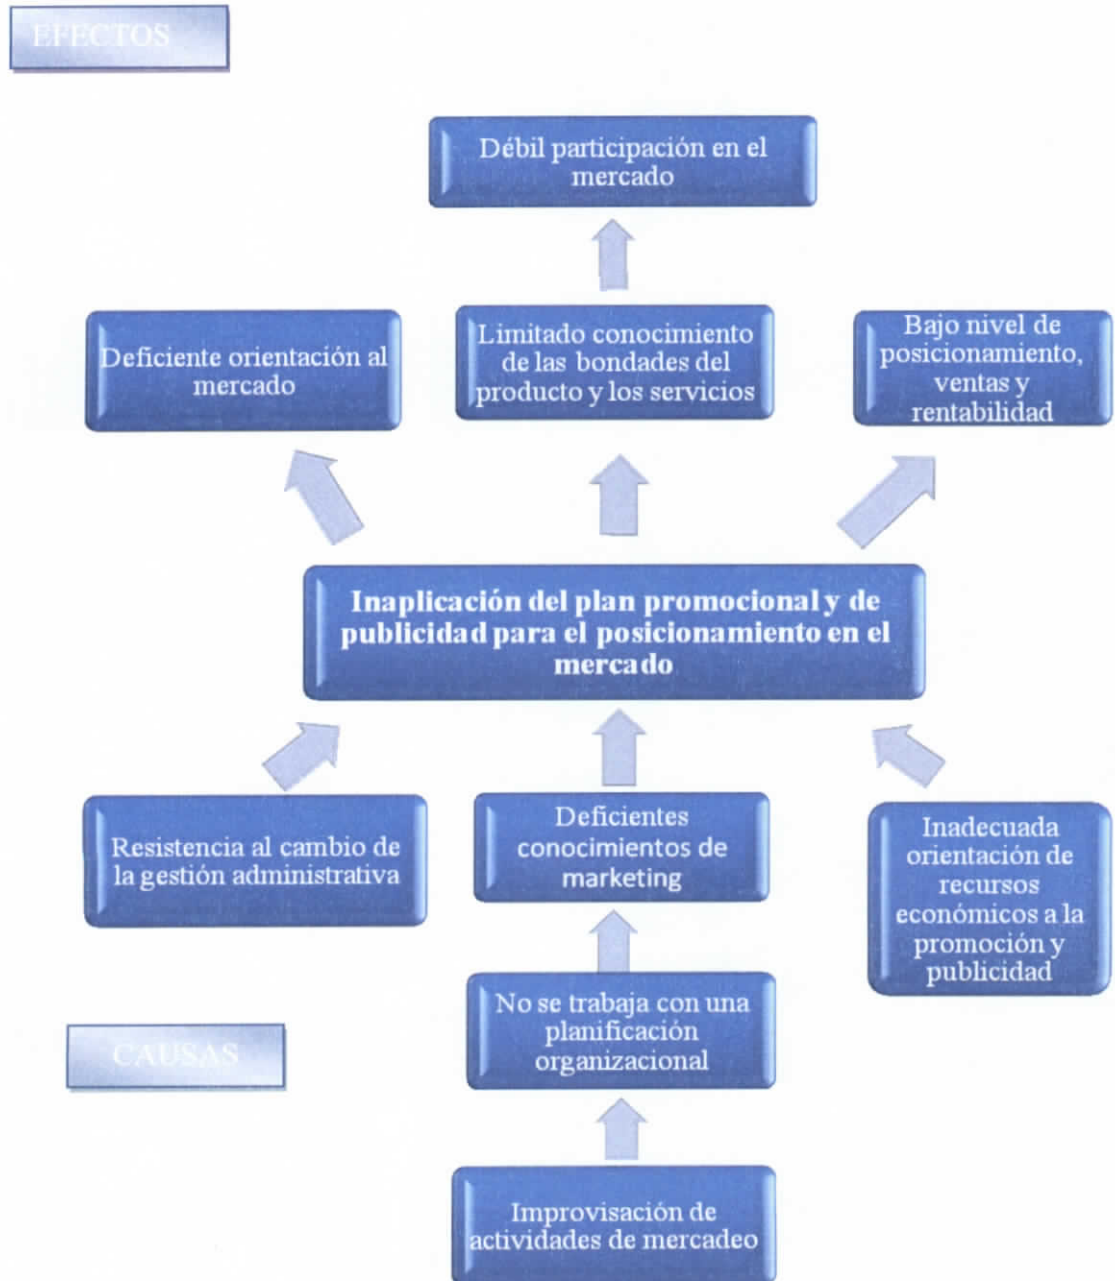 EFECTOS
Débil participación en el
mercado
Deficiente orientación al
mercado
Limitado conocimiento
de las bondades del
producto y los servicios
Bajo nivel de
posicionamiento,
ventas y
rentabilidad
Inaplicación del plan promocional y de
publicidad para el posicionamiento en el
mercado
Resistencia al cambio de
la gestión administrativa
Deficientes
conocimientos de
marketing
Inadecuada
orientación de
recursos
económicos a la
promoción y
publicidad
No se trabaja con una
planificación
organizacional
CAUSAS
Improvisación de
actividades de mercadeo